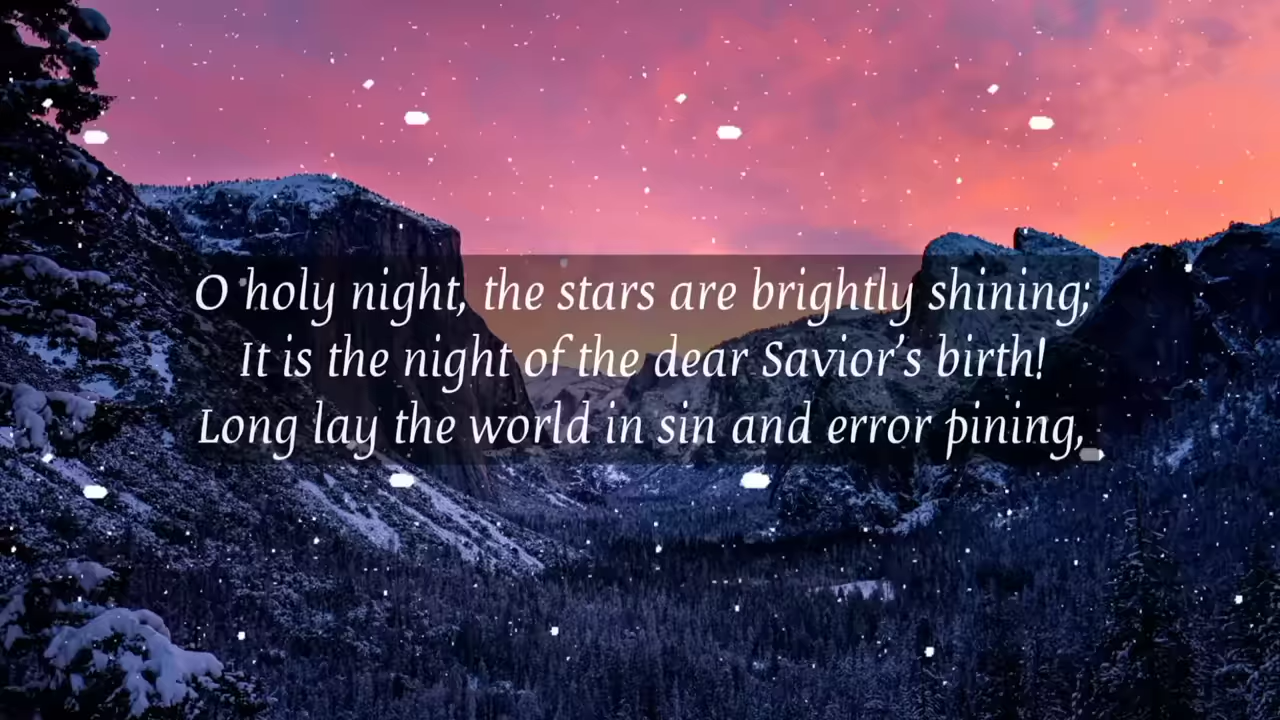 O holy night, the stars are brightly shining;
It is the night of the dear Savior’s birth!
Long lay the world in sin and error pining,